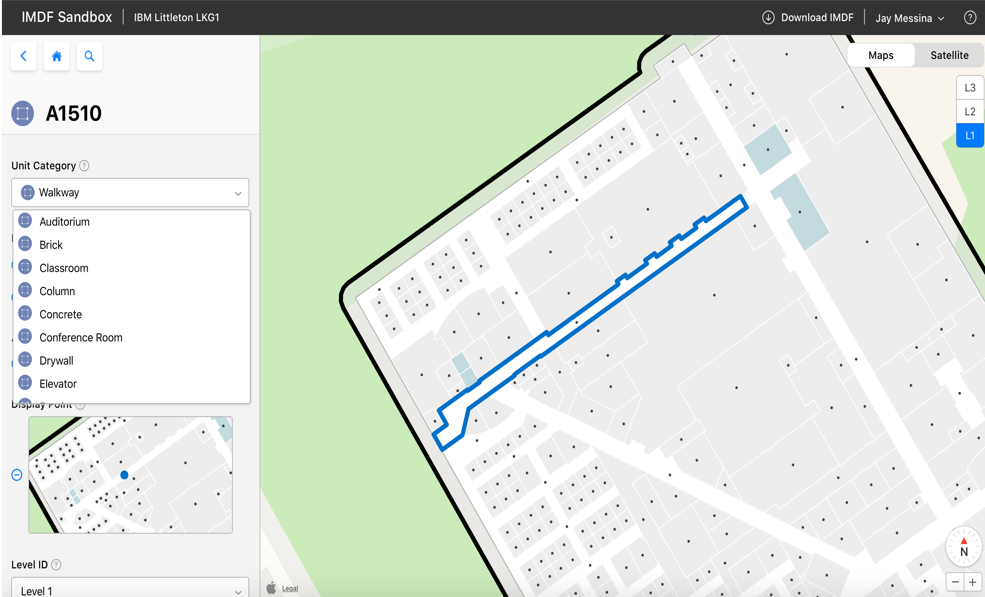 IMDF Sandbox
IBM Littleton LKG1
Download IMDF
Jay Messina
?
Maps
Satellite
L3
L2
L1
A1510
Unit Category ?
Walkway
Auditorium
Brick
Classroom
Column
Concrete
Conference Room
Drywall
Elevator
Display Point
Level ID ?
Level 1
Legal
N
− +